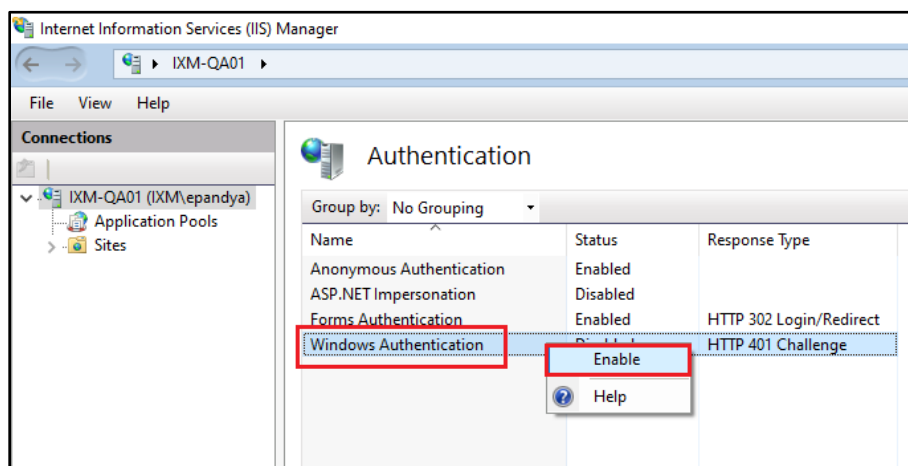 Internet Information Services (IIS) Manager
IXM-QA01
File View Help
Connections
IXM-QA01 (IXM\epandya)
Application Pools
Sites
Authentication
Group by: No Grouping
Name Status Response Type
Anonymous Authentication Enabled
ASP.NET Impersonation Disabled
Forms Authentication Enabled HTTP 302 Login/Redirect
Windows Authentication HTTP 401 Challenge
Enable
Help